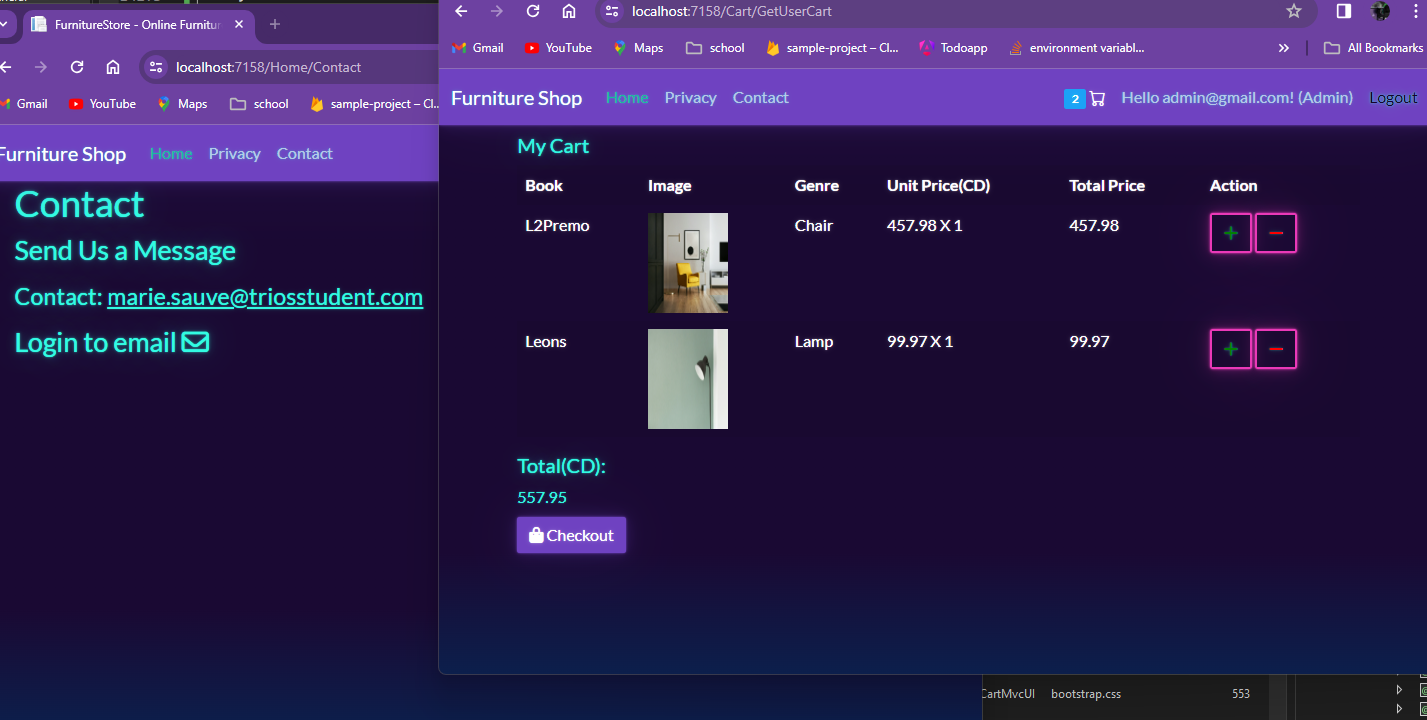 FurnitureStore - Online Furnitur
localhost:7158/Home/Contact
Gmail YouTube Maps school sample-project – Cl...
Furniture Shop Home Privacy Contact
Contact
Send Us a Message
Contact: marie.sauve@triosstudent.com
Login to email
localhost:7158/Cart/GetUserCart
Gmail YouTube Maps school sample-project – Cl... Todoapp environment variabl... » All Bookmarks
Furniture Shop Home Privacy Contact 2 Hello admin@gmail.com! (Admin) Logout
My Cart
Book Image Genre Unit Price(CD) Total Price Action
L2Premo Chair 457.98 X 1 457.98 + −
Leons Lamp 99.97 X 1 99.97 + −
Total(CD):
557.95
Checkout
CartMvcUI bootstrap.css 553